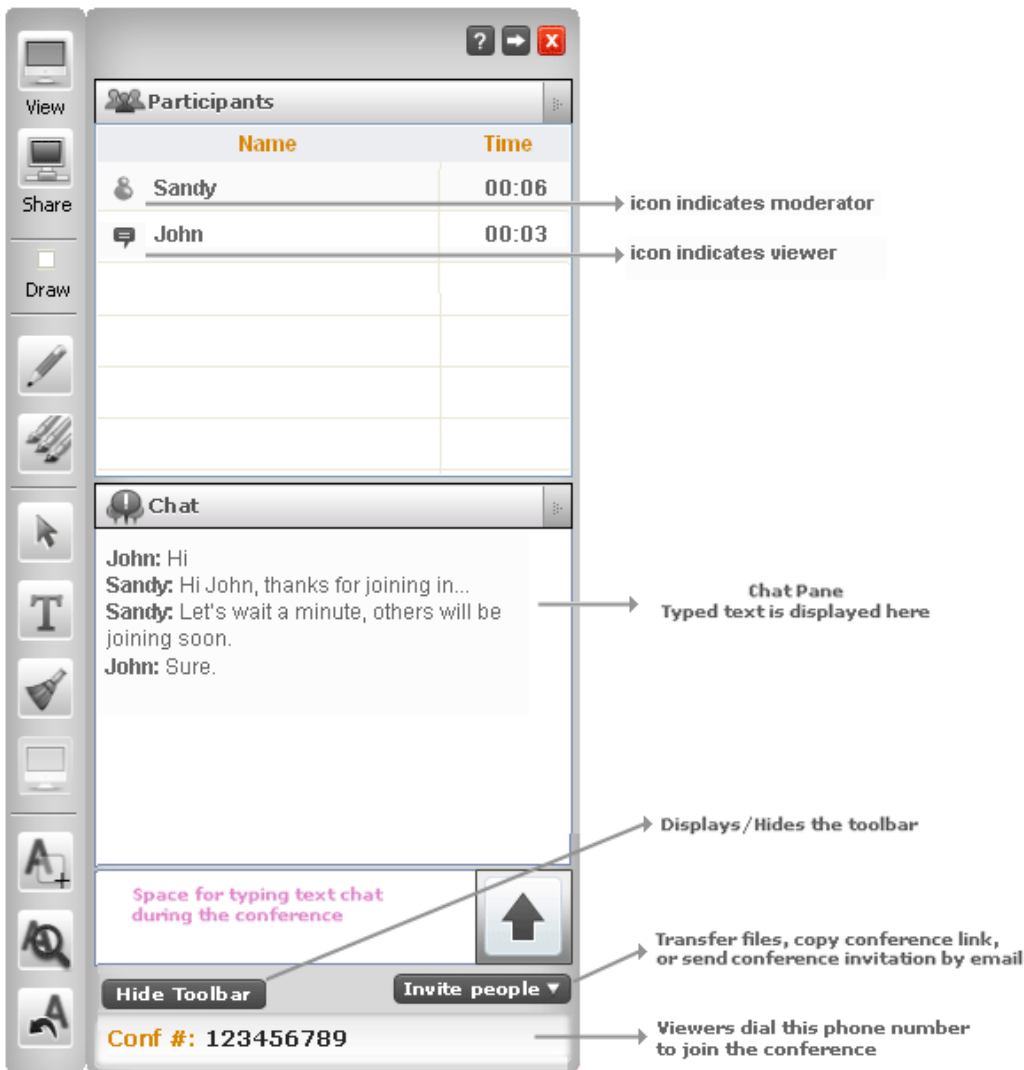 View
Share
Draw
?
Participants
Name Time
Sandy 00:06
John 00:03
icon indicates moderator
icon indicates viewer
Chat
John: Hi
Sandy: Hi John, thanks for joining in...
Sandy: Let's wait a minute, others will be
joining soon.
John: Sure.
Chat Pane
Typed text is displayed here
Displays/Hides the toolbar
Space for typing text chat
during the conference
Transfer files, copy conference link,
or send conference invitation by email
Hide Toolbar
Invite people
Conf #: 123456789
Viewers dial this phone number
to join the conference
T
A
A
A